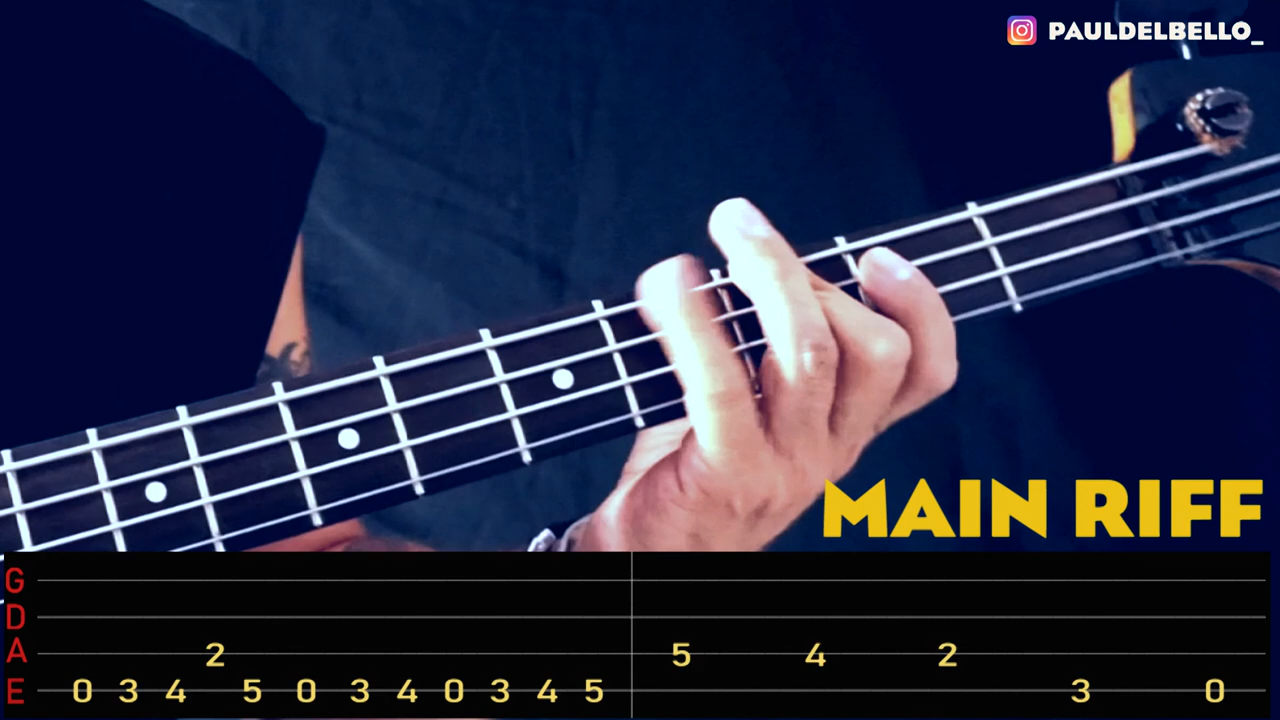 PAULDELBELLO_
MAIN RIFF
G
D
A 2 5 4 2
E 0 3 4 5 0 3 4 0 3 4 5 3 0